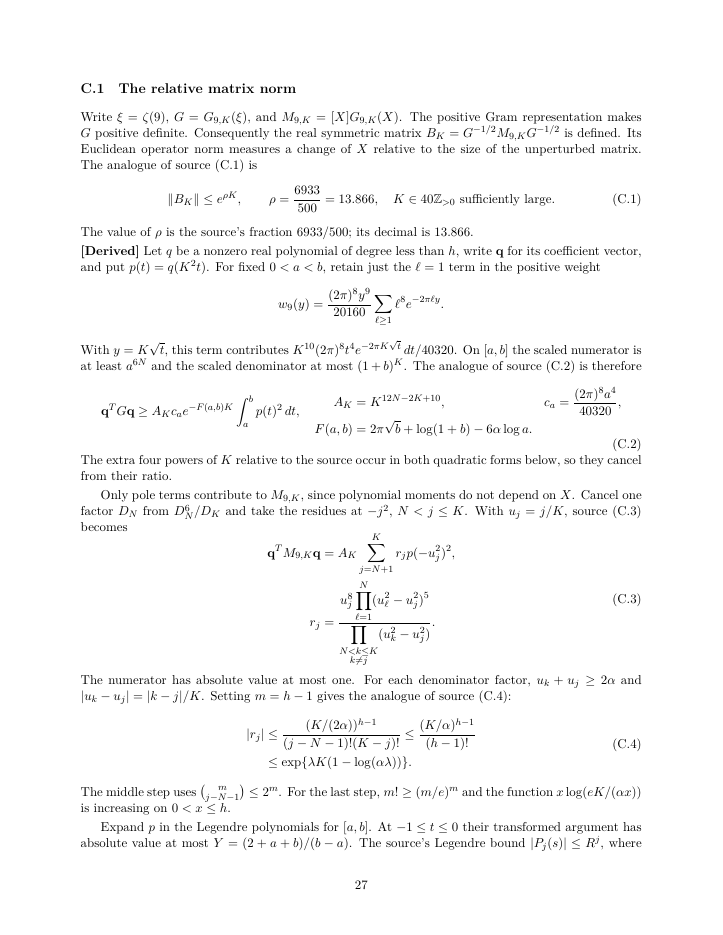 C.1 The relative matrix norm
Write ξ = ζ(9), G = G_{9,K}(ξ), and M_{9,K} = [X]G_{9,K}(X). The positive Gram representation makes
G positive definite. Consequently the real symmetric matrix B_K = G^{−1/2}M_{9,K}G^{−1/2} is defined. Its
Euclidean operator norm measures a change of X relative to the size of the unperturbed matrix.
The analogue of source (C.1) is
∥B_K∥ ≤ e^{ρK}, ρ = 6933/500 = 13.866, K ∈ 40ℤ_{>0} sufficiently large. (C.1)
The value of ρ is the source's fraction 6933/500; its decimal is 13.866.
[Derived] Let q be a nonzero real polynomial of degree less than h, write q for its coefficient vector,
and put p(t) = q(K²t). For fixed 0 < a < b, retain just the ℓ = 1 term in the positive weight
w_9(y) = (2π)^8 y^9 / 20160 ∑_{ℓ≥1} ℓ^8 e^{−2πℓy}.
With y = K√t, this term contributes K^{10}(2π)^8 t^4 e^{−2πK√t} dt/40320. On [a, b] the scaled numerator is
at least a^{6N} and the scaled denominator at most (1 + b)^K. The analogue of source (C.2) is therefore
q^T Gq ≥ A_K c_a e^{−F(a,b)K} ∫_a^b p(t)² dt, A_K = K^{12N−2K+10}, c_a = (2π)^8 a^4 / 40320,
F(a, b) = 2π√b + log(1 + b) − 6α log a.
(C.2)
The extra four powers of K relative to the source occur in both quadratic forms below, so they cancel
from their ratio.
Only pole terms contribute to M_{9,K}, since polynomial moments do not depend on X. Cancel one
factor D_N from D_N^6/D_K and take the residues at −j², N < j ≤ K. With u_j = j/K, source (C.3)
becomes
q^T M_{9,K} q = A_K ∑_{j=N+1}^{K} r_j p(−u_j²)²,
r_j = u_j^8 ∏_{ℓ=1}^{N} (u_ℓ² − u_j²)^5 / ∏_{N<k≤K, k≠j} (u_k² − u_j²). (C.3)
The numerator has absolute value at most one. For each denominator factor, u_k + u_j ≥ 2α and
|u_k − u_j| = |k − j|/K. Setting m = h − 1 gives the analogue of source (C.4):
|r_j| ≤ (K/(2α))^{h−1} / ((j − N − 1)!(K − j)!) ≤ (K/α)^{h−1} / (h − 1)!
≤ exp{λK(1 − log(αλ))}. (C.4)
The middle step uses \binom{m}{j−N−1} ≤ 2^m. For the last step, m! ≥ (m/e)^m and the function x log(eK/(αx))
is increasing on 0 < x ≤ h.
Expand p in the Legendre polynomials for [a, b]. At −1 ≤ t ≤ 0 their transformed argument has
absolute value at most Y = (2 + a + b)/(b − a). The source's Legendre bound |P_j(s)| ≤ R^j, where
27